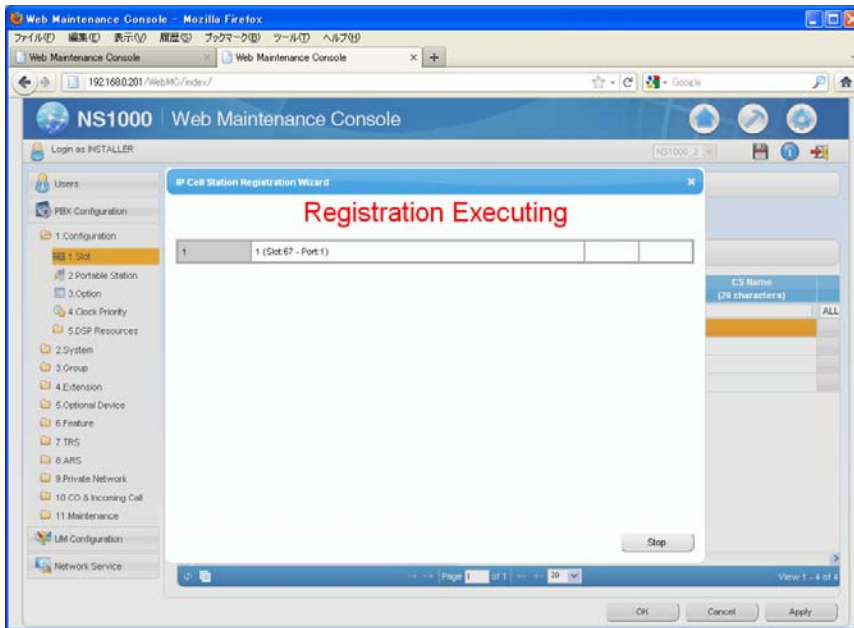 Web Maintenance Console - Mozilla Firefox
ファイル(F) 編集(E) 表示(V) 履歴(S) ブックマーク(B) ツール(T) ヘルプ(H)
Web Maintenance Console × Web Maintenance Console × +
192.168.0.201/WebMC/index/ Google
NS1000 Web Maintenance Console
Login as INSTALLER NS1000_2
Users
PBX Configuration
1.Configuration
1.Slot
2.Portable Station
3.Option
4.Clock Priority
5.DSP Resources
2.System
3.Group
4.Extension
5.Optional Device
6.Feature
7.TRS
8.ARS
9.Private Network
10.CO & Incoming Call
11.Maintenance
UM Configuration
Network Service
IP Cell Station Registration Wizard ×
Registration Executing
1 1 (Slot:67 - Port:1)
Stop
CS Name
(20 characters)
ALL
Page 1 of 1 20 View 1 - 4 of 4
OK Cancel Apply